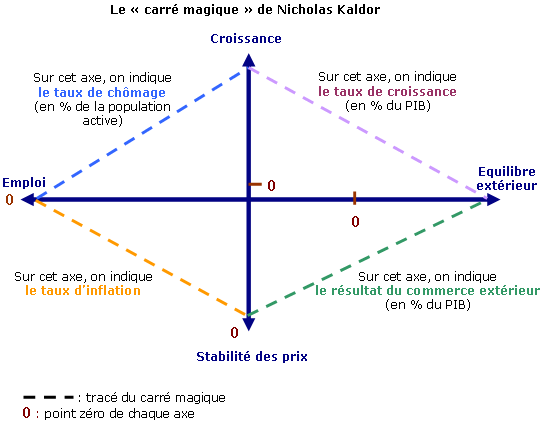 Le « carré magique » de Nicholas Kaldor
Croissance
Sur cet axe, on indique
le taux de chômage
(en % de la population
active)
Sur cet axe, on indique
le taux de croissance
(en % du PIB)
Emploi
0
0
0
Equilibre
extérieur
Sur cet axe, on indique
le taux d'inflation
Sur cet axe, on indique
le résultat du commerce extérieur
(en % du PIB)
0
Stabilité des prix
: tracé du carré magique
0 : point zéro de chaque axe